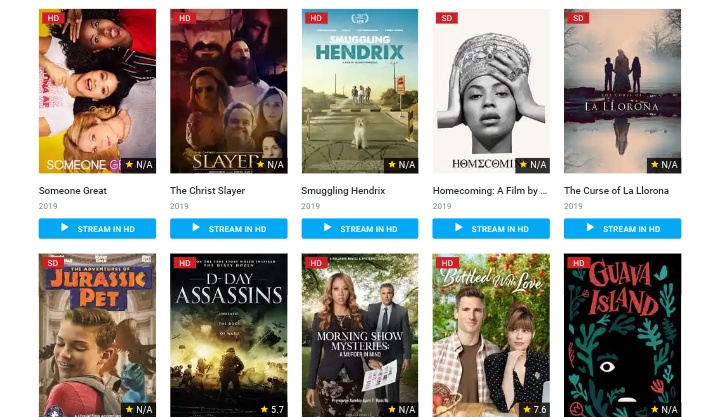 HD
HD
HD
SD
SD
SMUGGLING
HENDRIX
THE CURSE OF
LA LLORONA
SOMEONE GR
N/A
SLAYER
N/A
N/A
HOMECOMI
N/A
N/A
Someone Great
The Christ Slayer
Smuggling Hendrix
Homecoming: A Film by ...
The Curse of La Llorona
2019
2019
2019
2019
2019
STREAM IN HD
STREAM IN HD
STREAM IN HD
STREAM IN HD
STREAM IN HD
SD
HD
HD
HD
HD
THE ADVENTURES OF
JURASSIC
PET
THE DIRTY DOZEN
D-DAY
ASSASSINS
MORNING SHOW
MYSTERIES:
A MURDER IN MIND
Bottled With Love
GUAVA
ISLAND
N/A
5.7
N/A
7.6
N/A